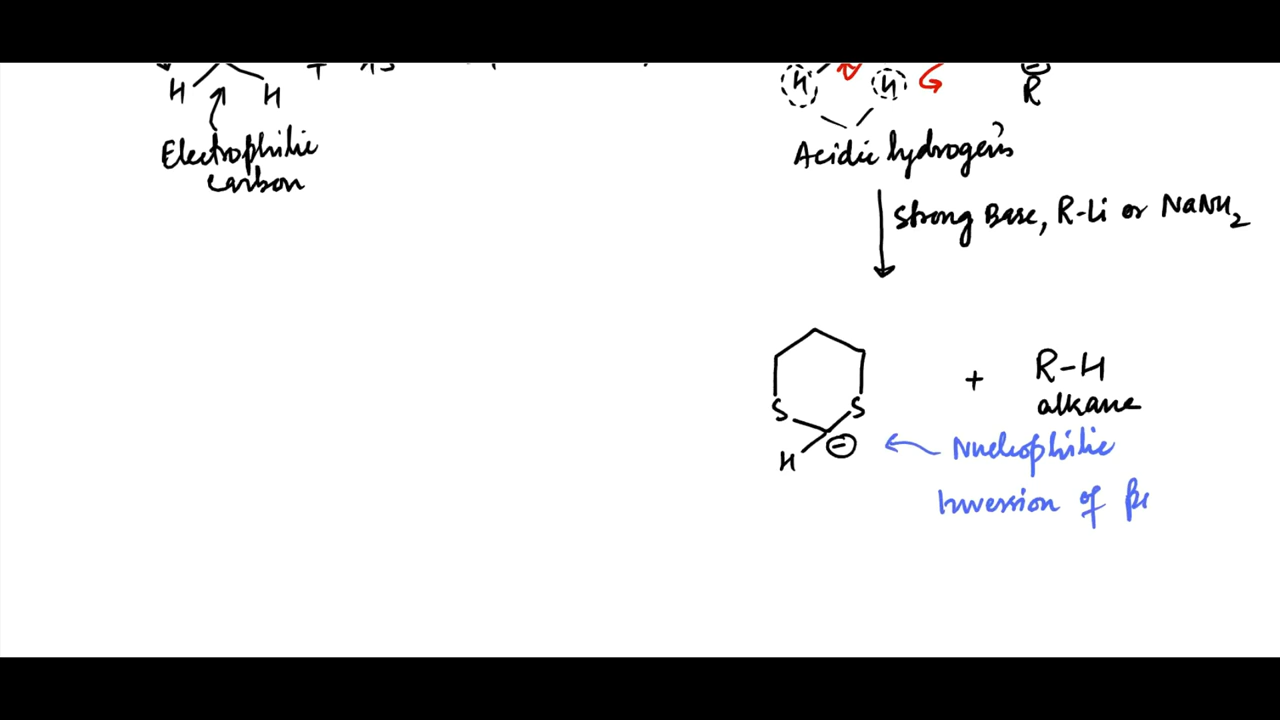 H H
H H R
Electrophilic
carbon
Acidic hydrogens
Strong Base, R-Li or NaNH2
S S
H
+ R-H
alkane
Nucleophilic
Inversion of